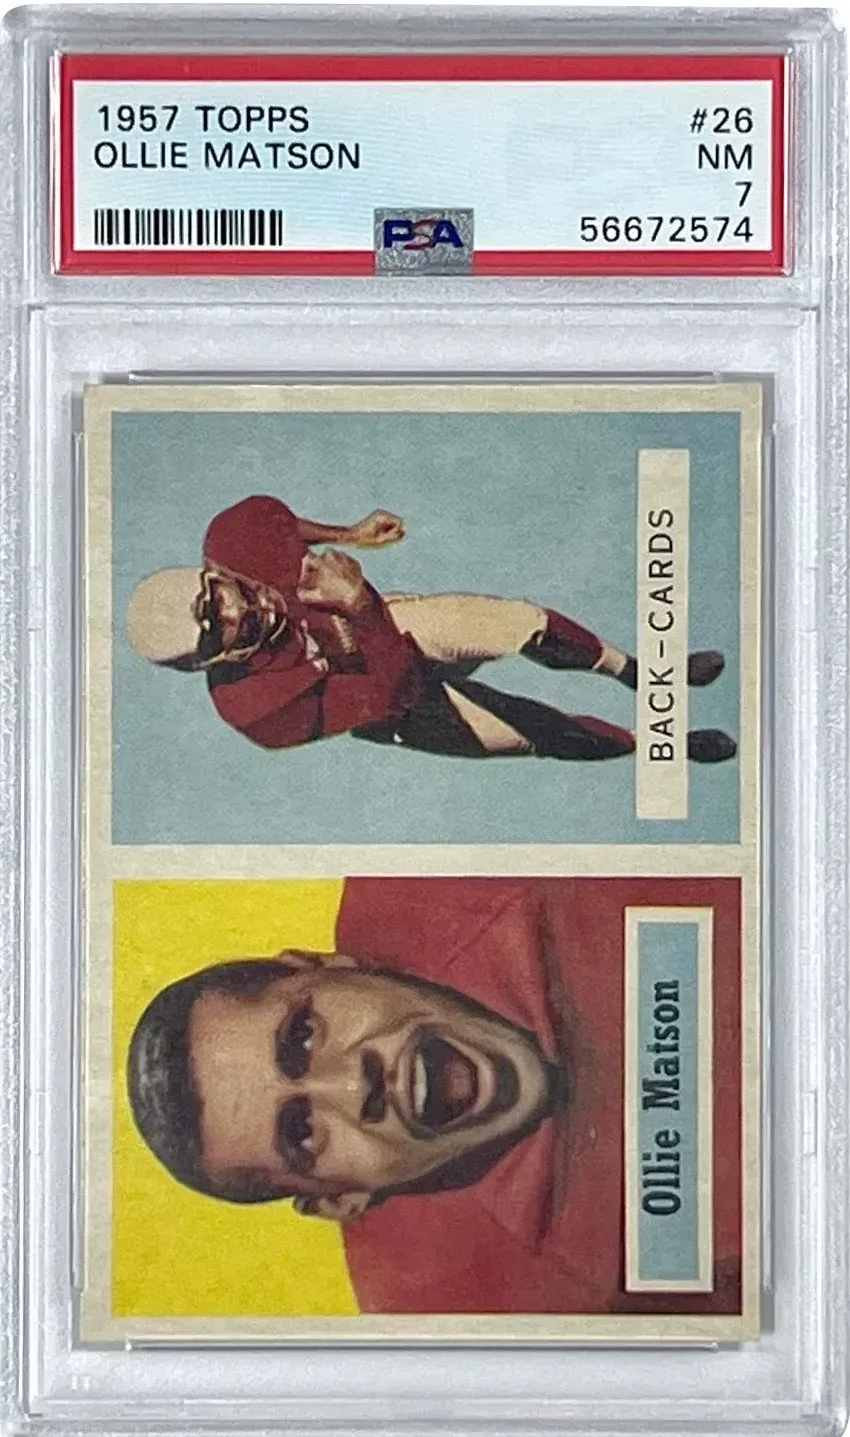 1957 TOPPS #26
OLLIE MATSON NM
7
PSA 56672574
BACK-CARDS
Ollie Matson